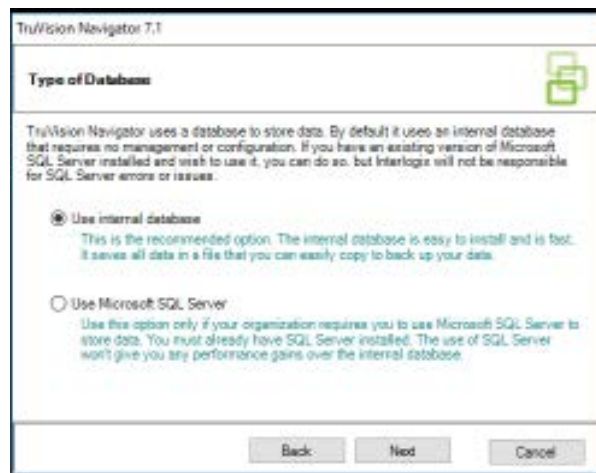 TruVision Navigator 7.1
Type of Database
TruVision Navigator uses a database to store data. By default it uses an internal database
that requires no management or configuration. If you have an existing version of Microsoft
SQL Server installed and wish to use it, you can do so, but Interlogix will not be responsible
for SQL Server errors or issues.
Use internal database
This is the recommended option. The internal database is easy to install and is fast.
It saves all data in a file that you can easily copy to back up your data.
Use Microsoft SQL Server
Use this option only if your organization requires you to use Microsoft SQL Server to
store data. You must already have SQL Server installed. The use of SQL Server
won't give you any performance gains over the internal database.
Back
Next
Cancel